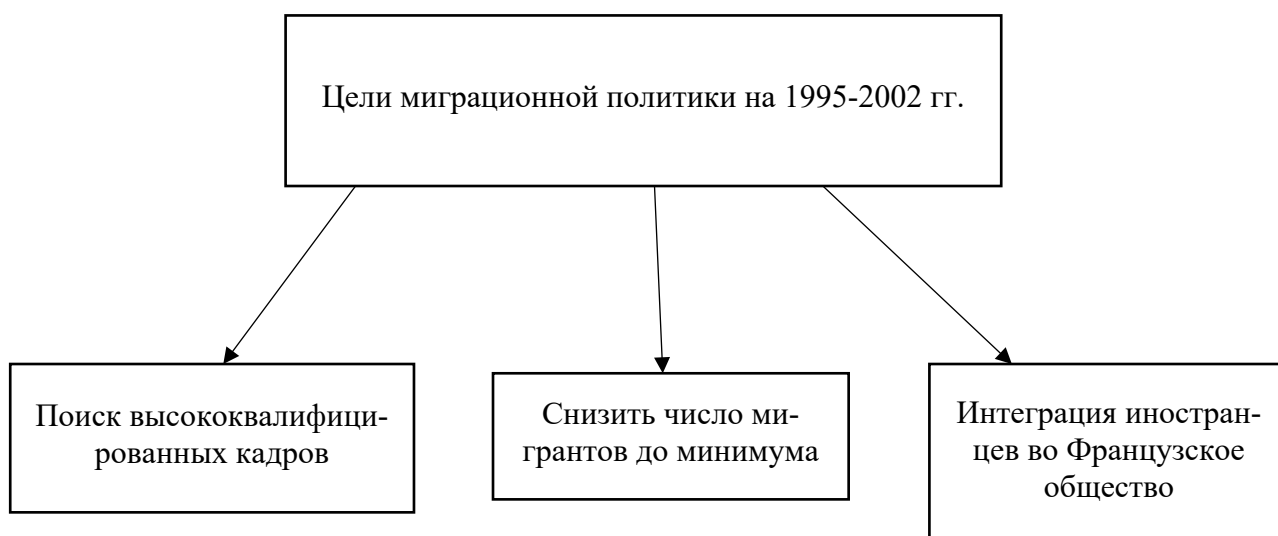 Цели миграционной политики на 1995-2002 гг.
Поиск высококвалифици-
рованных кадров
Снизить число ми-
грантов до минимума
Интеграция иностран-
цев во Французское
общество